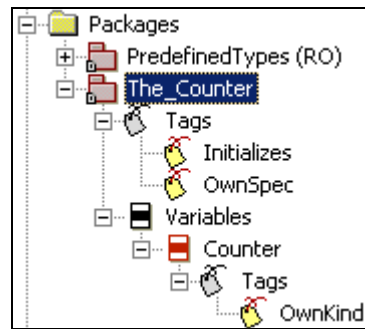 Packages
PredefinedTypes (RO)
The_Counter
Tags
Initializes
OwnSpec
Variables
Counter
Tags
OwnKind